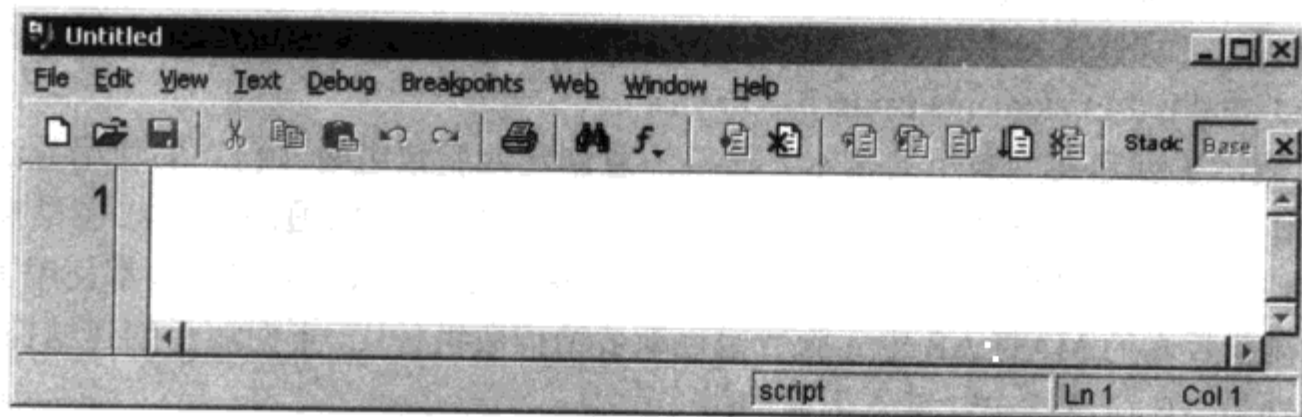 Untitled
File Edit View Text Debug Breakpoints Web Window Help
Stack: Base
1
script Ln 1 Col 1